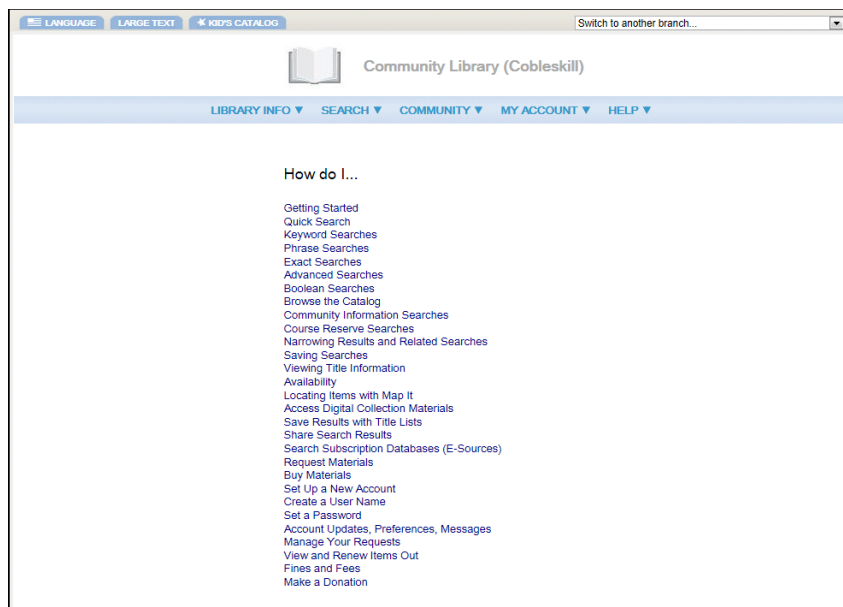 LANGUAGE LARGE TEXT KID'S CATALOG Switch to another branch...
Community Library (Cobleskill)
LIBRARY INFO ▼ SEARCH ▼ COMMUNITY ▼ MY ACCOUNT ▼ HELP ▼
How do I...
Getting Started
Quick Search
Keyword Searches
Phrase Searches
Exact Searches
Advanced Searches
Boolean Searches
Browse the Catalog
Community Information Searches
Course Reserve Searches
Narrowing Results and Related Searches
Saving Searches
Viewing Title Information
Availability
Locating Items with Map It
Access Digital Collection Materials
Save Results with Title Lists
Share Search Results
Search Subscription Databases (E-Sources)
Request Materials
Buy Materials
Set Up a New Account
Create a User Name
Set a Password
Account Updates, Preferences, Messages
Manage Your Requests
View and Renew Items Out
Fines and Fees
Make a Donation